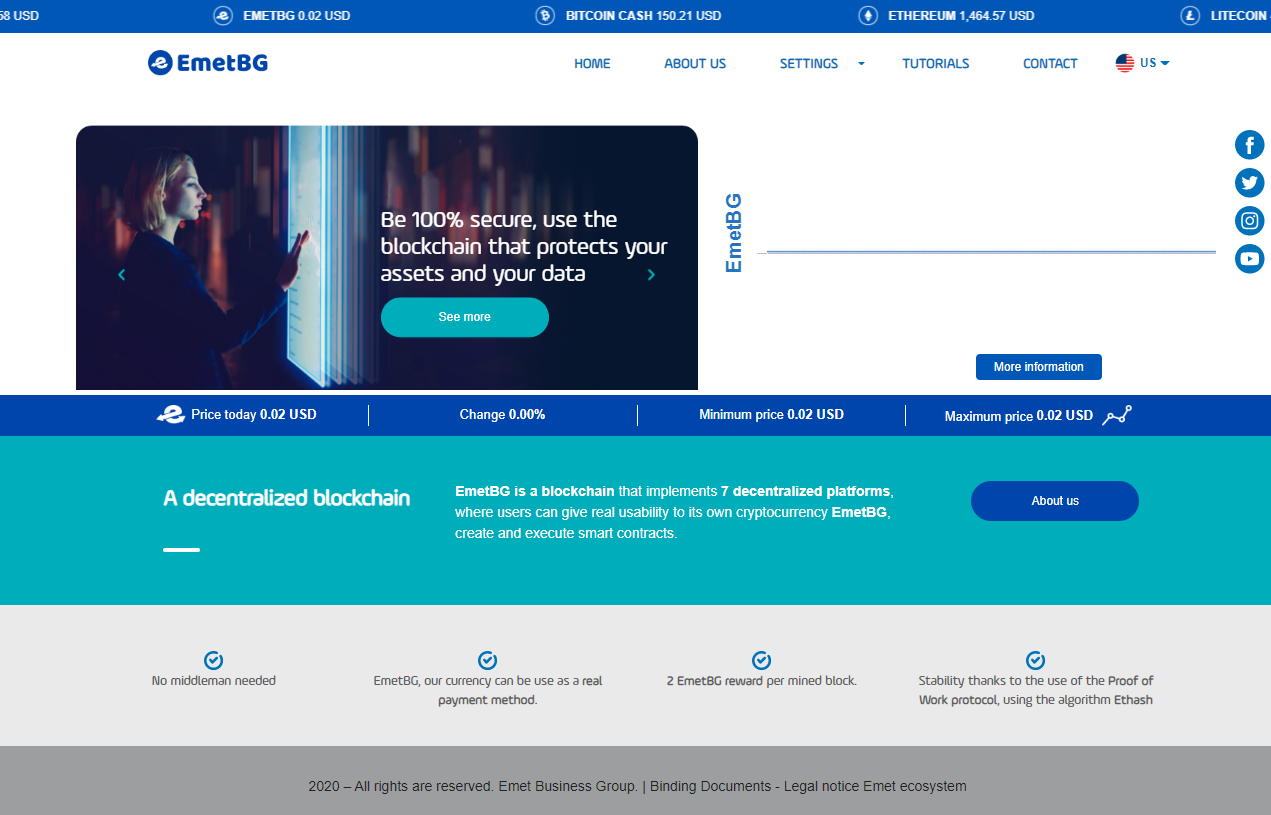 58 USD EMETBG 0.02 USD BITCOIN CASH 150.21 USD ETHEREUM 1,464.57 USD LITECOIN
EmetBG HOME ABOUT US SETTINGS TUTORIALS CONTACT US
Be 100% secure, use the
blockchain that protects your
assets and your data
See more
EmetBG
More information
Price today 0.02 USD Change 0.00% Minimum price 0.02 USD Maximum price 0.02 USD
A decentralized blockchain
EmetBG is a blockchain that implements 7 decentralized platforms,
where users can give real usability to its own cryptocurrency EmetBG,
create and execute smart contracts.
About us
No middleman needed
EmetBG, our currency can be use as a real
payment method.
2 EmetBG reward per mined block.
Stability thanks to the use of the Proof of
Work protocol, using the algorithm Ethash
2020 – All rights are reserved. Emet Business Group. | Binding Documents - Legal notice Emet ecosystem